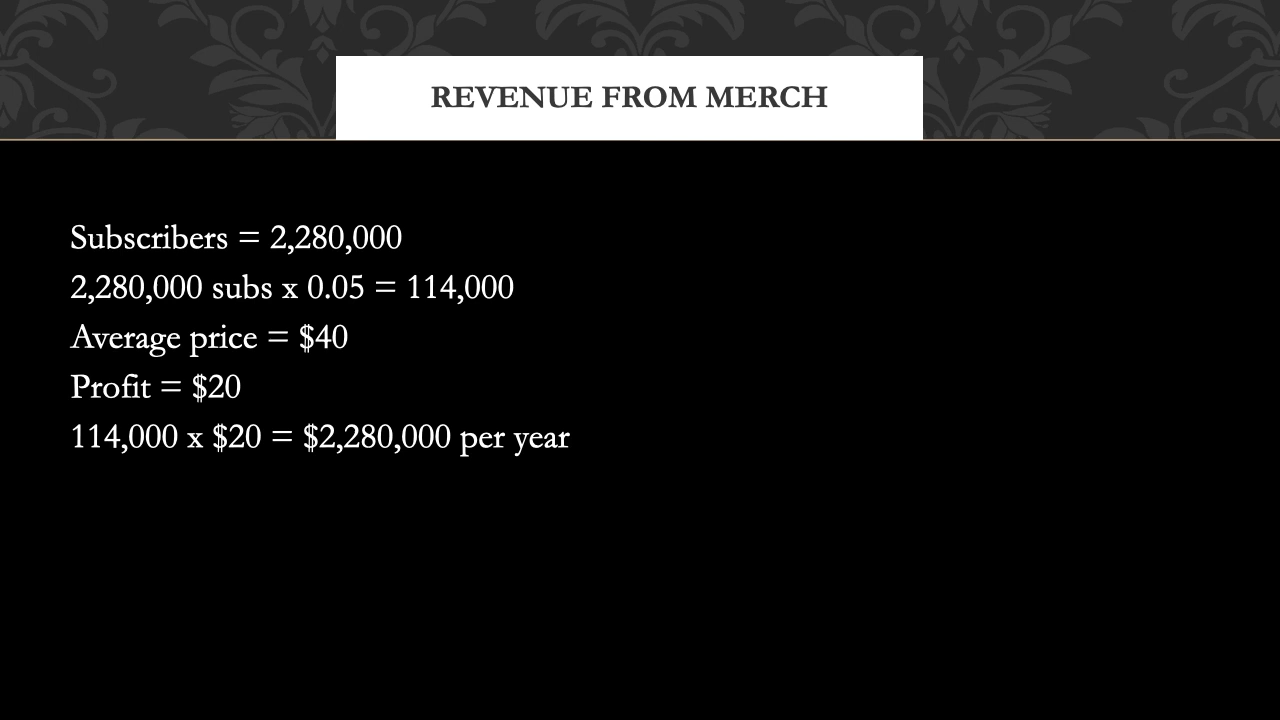 REVENUE FROM MERCH
Subscribers = 2,280,000
2,280,000 subs x 0.05 = 114,000
Average price = $40
Profit = $20
114,000 x $20 = $2,280,000 per year